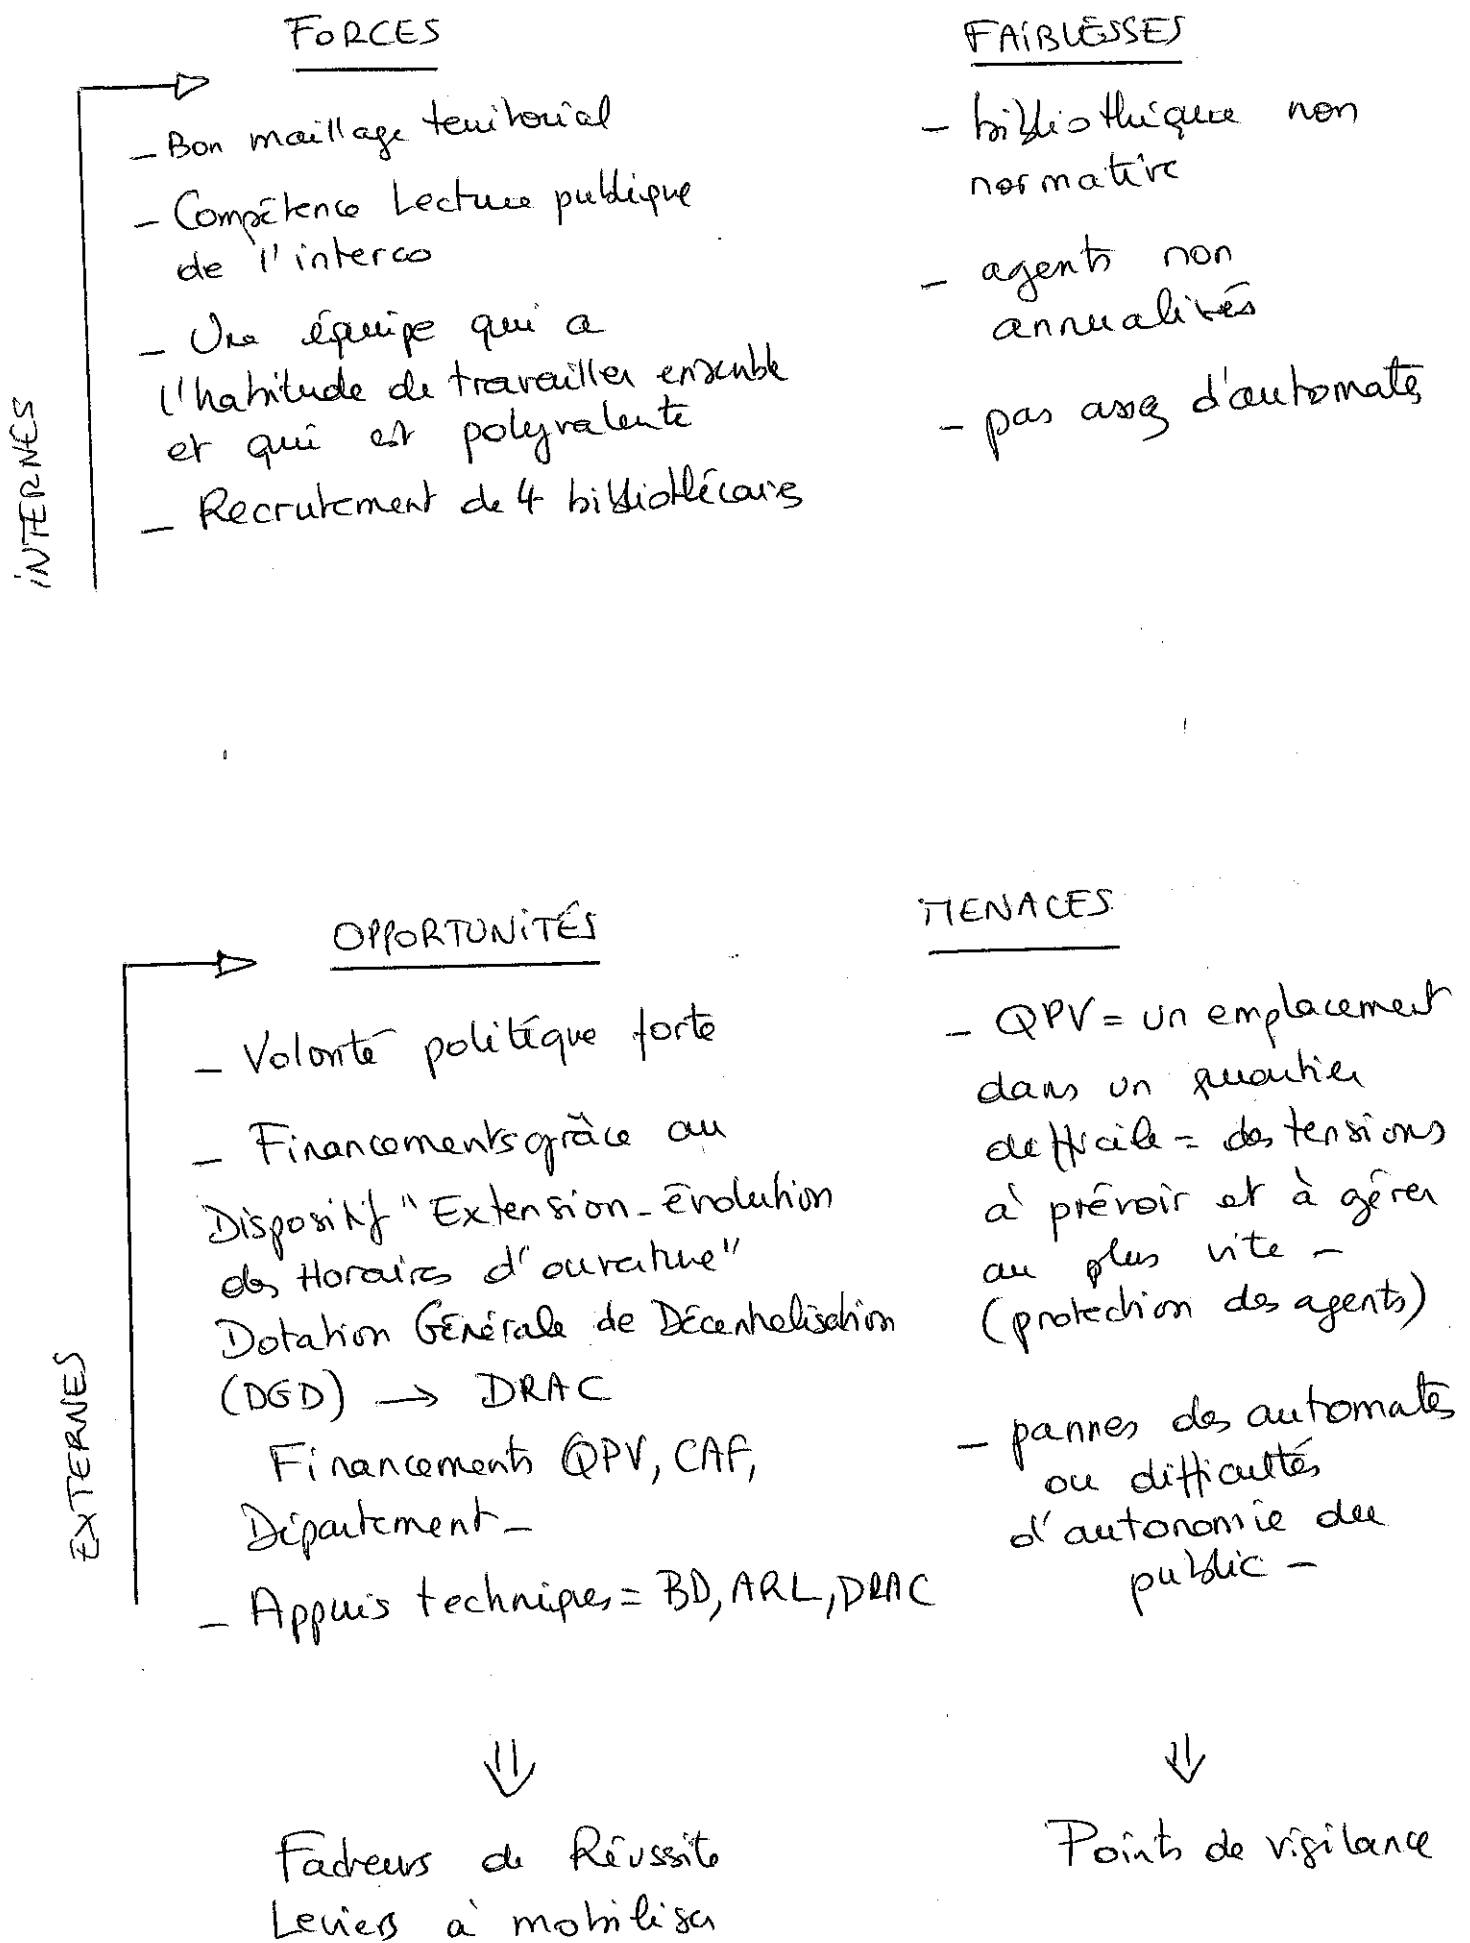 FORCES
- Bon maillage territorial
- Compétence Lecture publique
de l'interco
- Une équipe qui a
l'habitude de travailler ensemble
et qui est polyvalente
- Recrutement de 4 bibliothécaires
INTERNES
FAIBLESSES
- bibliothèque non
normative
- agents non
annualisés
- pas assez d'automates
OPPORTUNITÉS
- Volonté politique forte
- Financements grâce au
Dispositif "Extension-évolution
des Horaires d'ouverture"
Dotation Générale de Décentralisation
(DGD) → DRAC
Financements QPV, CAF,
Département -
- Appuis techniques = BD, ARL, DRAC
EXTERNES
MENACES
- QPV = un emplacement
dans un quartier
difficile = des tensions
à prévoir et à gérer
au plus vite -
(protection des agents)
- pannes des automates
ou difficultés
d'autonomie du
public -
⇓
Facteurs de Réussite
Leviers à mobiliser
⇓
Points de vigilance